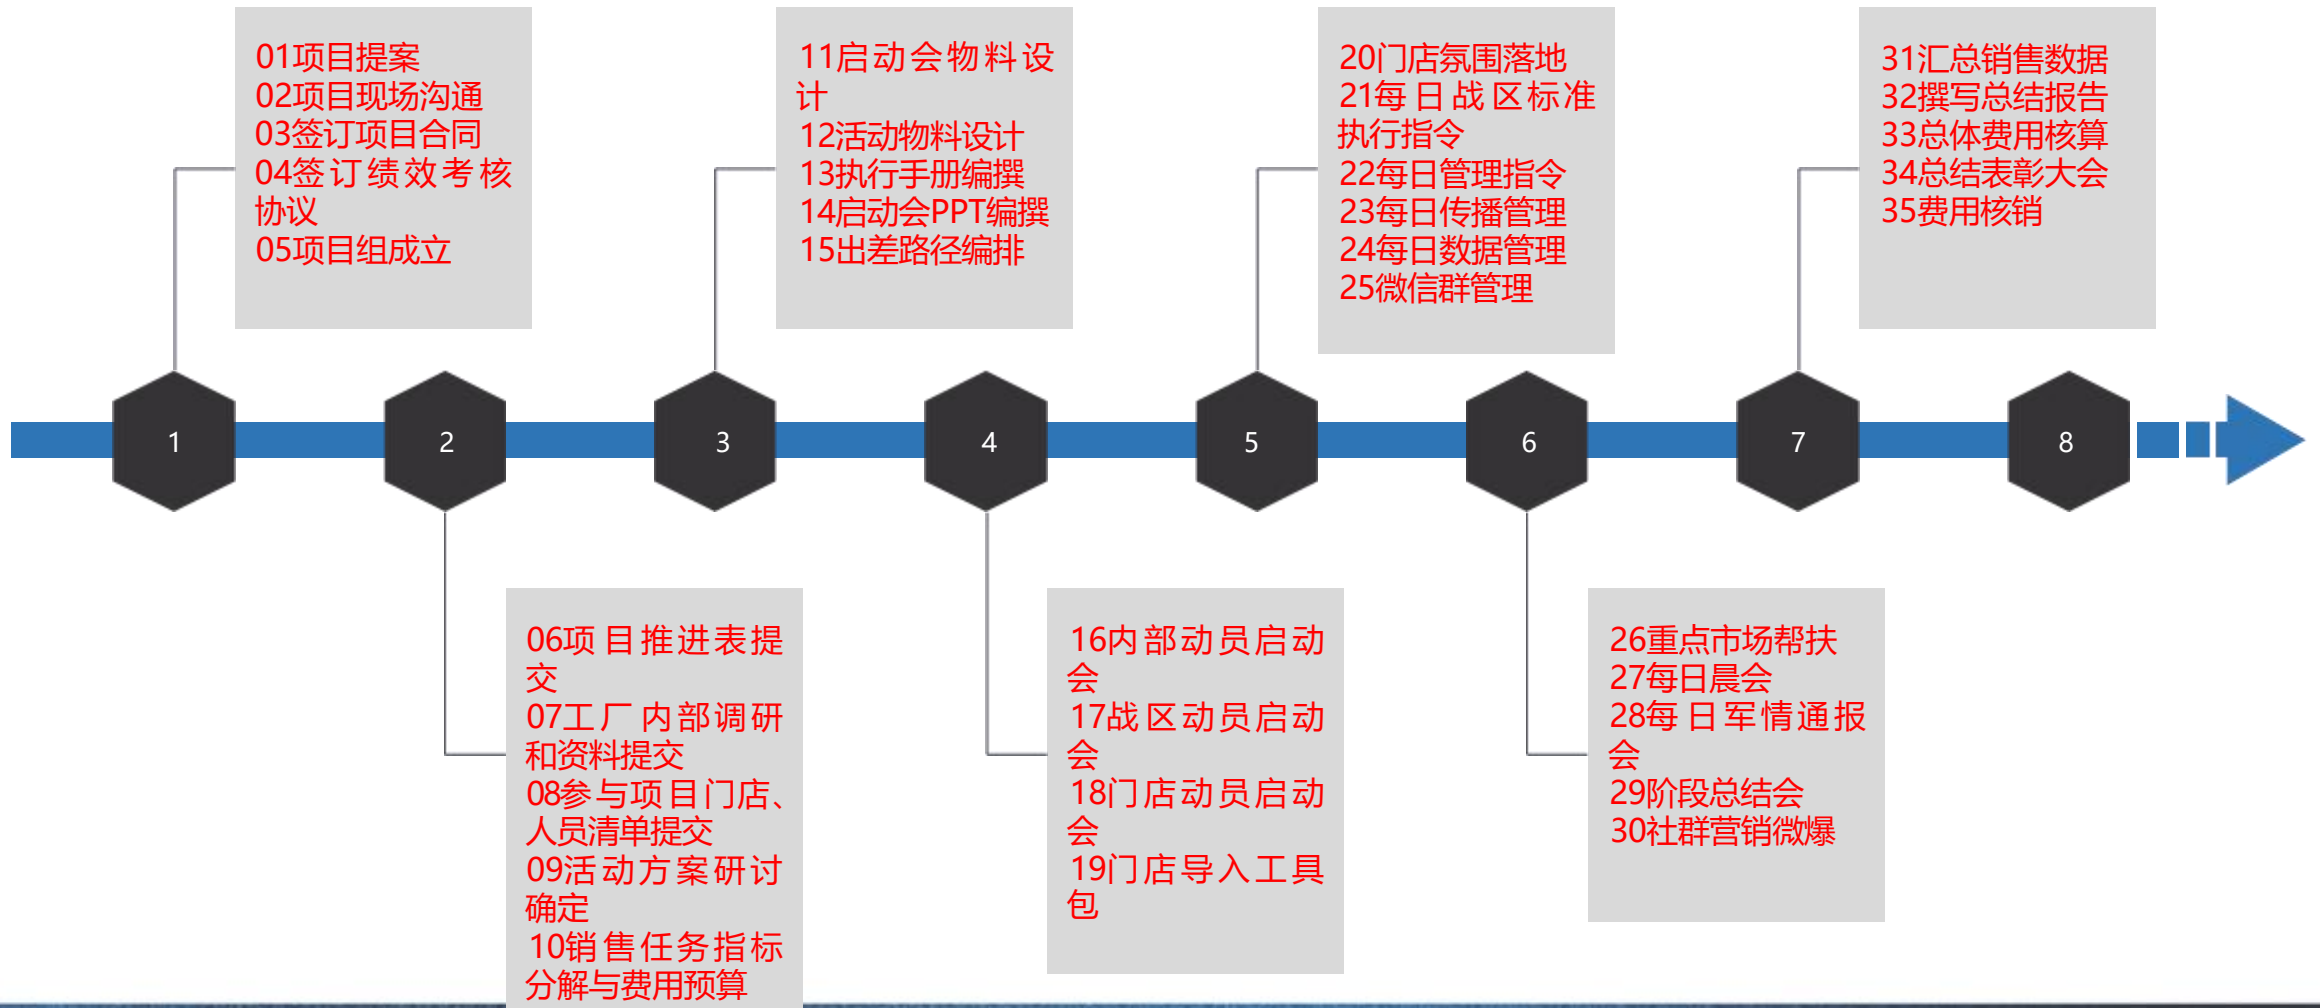 01项目提案
02项目现场沟通
03签订项目合同
04签订绩效考核
协议
05项目组成立
11启动会物料设
计
12活动物料设计
13执行手册编撰
14启动会PPT编撰
15出差路径编排
20门店氛围落地
21每日战区标准
执行指令
22每日管理指令
23每日传播管理
24每日数据管理
25微信群管理
31汇总销售数据
32撰写总结报告
33总体费用核算
34总结表彰大会
35费用核销
1
2
3
4
5
6
7
8
06项目推进表提
交
07工厂内部调研
和资料提交
08参与项目门店、
人员清单提交
09活动方案研讨
确定
10销售任务指标
分解与费用预算
16内部动员启动
会
17战区动员启动
会
18门店动员启动
会
19门店导入工具
包
26重点市场帮扶
27每日晨会
28每日军情通报
会
29阶段总结会
30社群营销微爆